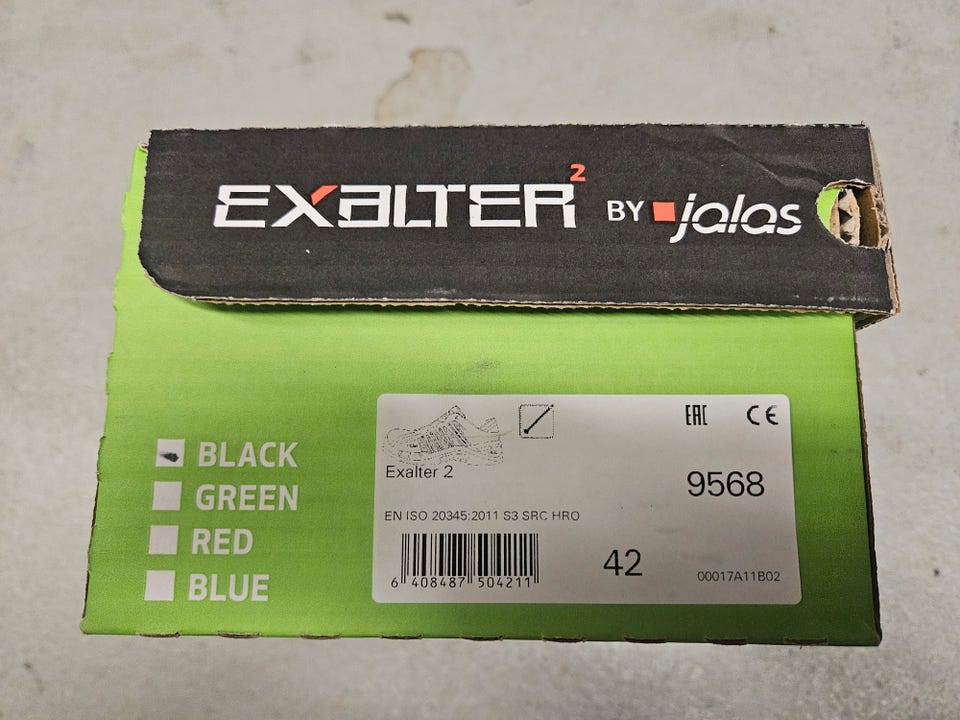 EXALTER² BY jalas
BLACK
GREEN
RED
BLUE
EAC CE
Exalter 2
9568
EN ISO 20345:2011 S3 SRC HRO
6 408487 504211
42
00017A11B02